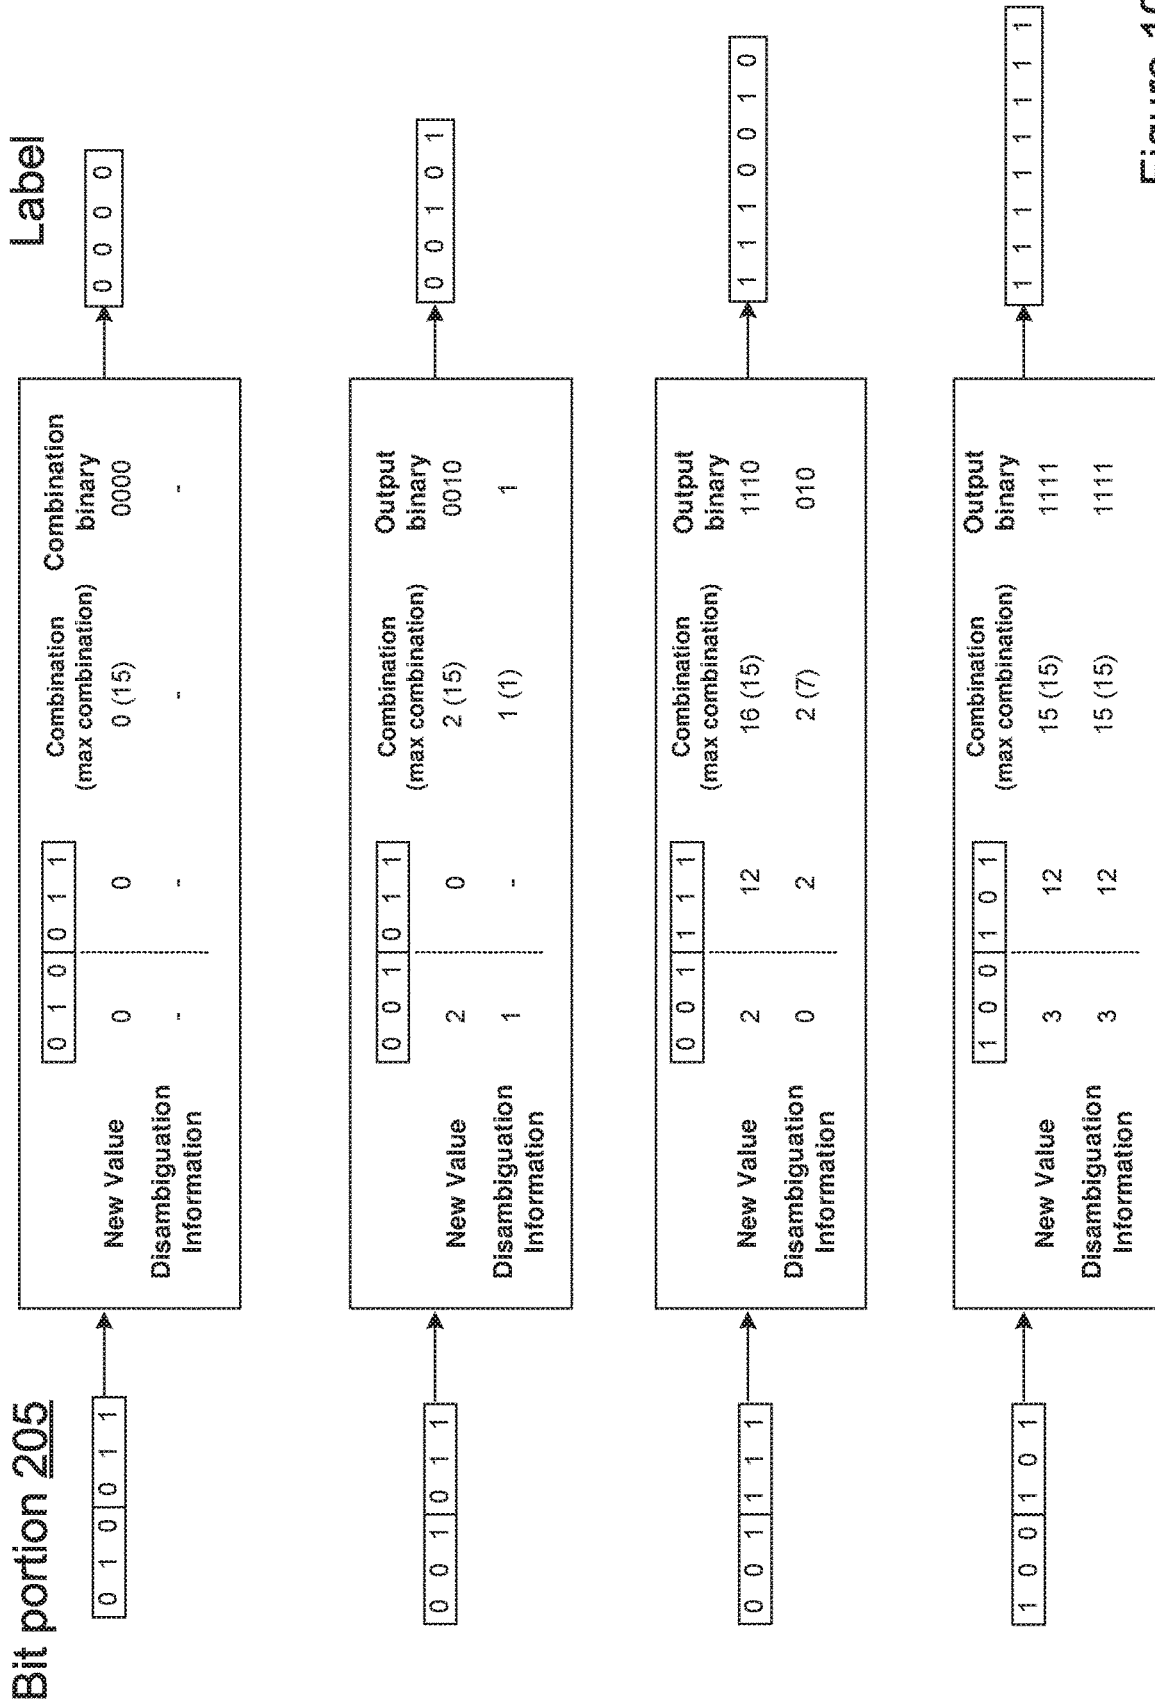 Bit portion 205
Label
0 1 0 0 1 1
0 1 0 0 1 1
Combination (max combination)
Combination binary
New Value 0 0 0 (15) 0000
Disambiguation Information - - - -
0 0 0 0
0 0 1 0 1 1
0 0 1 0 1 1
Combination (max combination)
Output binary
New Value 2 0 2 (15) 0010
Disambiguation Information 1 - 1 (1) 1
0 0 1 0 1
0 0 1 1 1 1
0 0 1 1 1 1
Combination (max combination)
Output binary
New Value 2 12 16 (15) 1110
Disambiguation Information 0 2 2 (7) 010
1 1 1 0 0 1 0
1 0 0 1 0 1
1 0 0 1 0 1
Combination (max combination)
Output binary
New Value 3 12 15 (15) 1111
Disambiguation Information 3 12 15 (15) 1111
1 1 1 1 1 1 1 1